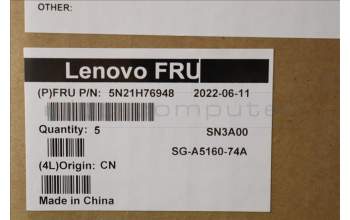 OTHER:
Lenovo FRU
(P)FRU P/N: 5N21H76948 2022-06-11
Quantity: 5 SN3A00
SG-A5160-74A
(4L)Origin: CN
Made in China